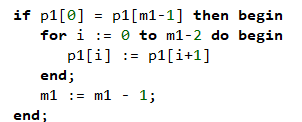 if p1[0] = p1[m1-1] then begin
for i := 0 to m1-2 do begin
p1[i] := p1[i+1]
end;
m1 := m1 - 1;
end;